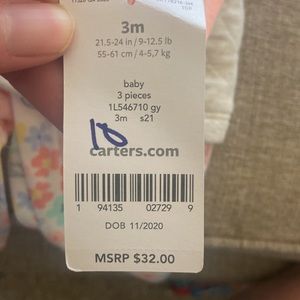 3m
21.5-24 in / 9-12.5 lb
55-61 cm / 4-5,7 kg
baby
3 pieces
1L546710 gy
3m s21
18
carters.com
1 94135 02729 9
DOB 11/2020
MSRP $32.00